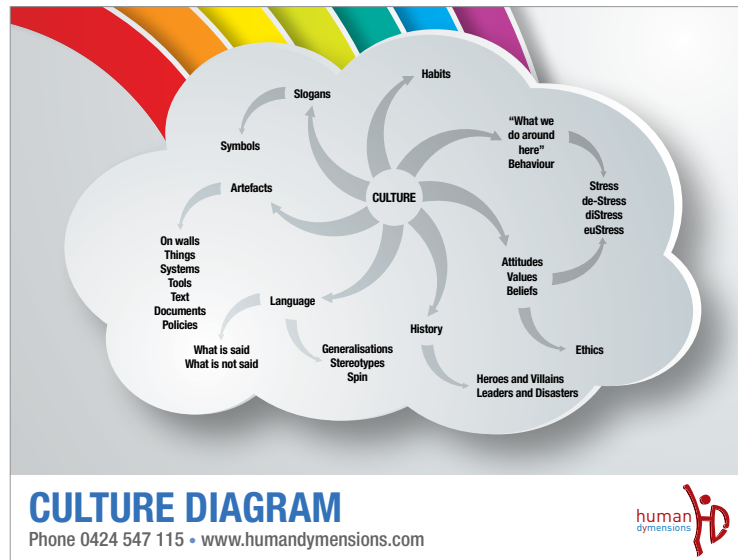 Habits
Slogans
"What we
do around
here"
Behaviour
Symbols
Artefacts
CULTURE
Stress
de-Stress
diStress
euStress
On walls
Things
Systems
Tools
Text
Documents
Policies
Attitudes
Values
Beliefs
Language
History
What is said
What is not said
Generalisations
Stereotypes
Spin
Ethics
Heroes and Villains
Leaders and Disasters
CULTURE DIAGRAM
Phone 0424 547 115 • www.humandymensions.com
human
dymensions